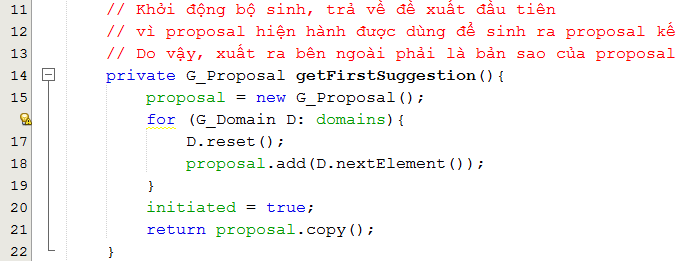 11 // Khởi động bộ sinh, trả về đề xuất đầu tiên
12 // vì proposal hiện hành được dùng để sinh ra proposal kế
13 // Do vậy, xuất ra bên ngoài phải là bản sao của proposal
14 private G_Proposal getFirstSuggestion(){
15 proposal = new G_Proposal();
for (G_Domain D: domains){
17 D.reset();
18 proposal.add(D.nextElement());
19 }
20 initiated = true;
21 return proposal.copy();
22 }